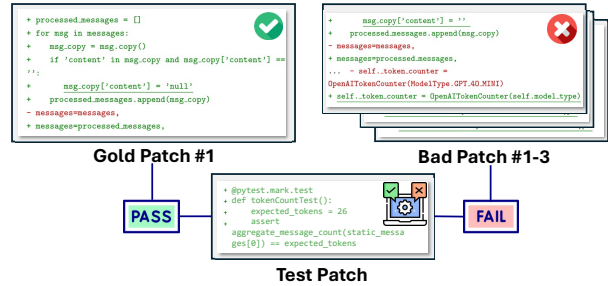 + processed_messages = []
+ for msg in messages:
+ msg_copy = msg.copy()
+ if 'content' in msg_copy and msg_copy['content'] ==
'':
+ msg_copy['content'] = 'null'
+ processed_messages.append(msg_copy)
- messages=messages,
+ messages=processed_messages,
Gold Patch #1
+ msg_copy['content'] = ''
+ processed_messages.append(msg_copy)
- messages=messages,
+ messages=processed_messages,
... - self._token_counter =
OpenAITokenCounter(ModelType.GPT_4O_MINI)
+ self._token_counter = OpenAITokenCounter(self.model_type)
Bad Patch #1-3
PASS
+ @pytest.mark.test
+ def tokenCountTest():
+ expected_tokens = 26
+ assert
aggregate_message_count(static_messa
ges[0]) == expected_tokens
FAIL
Test Patch